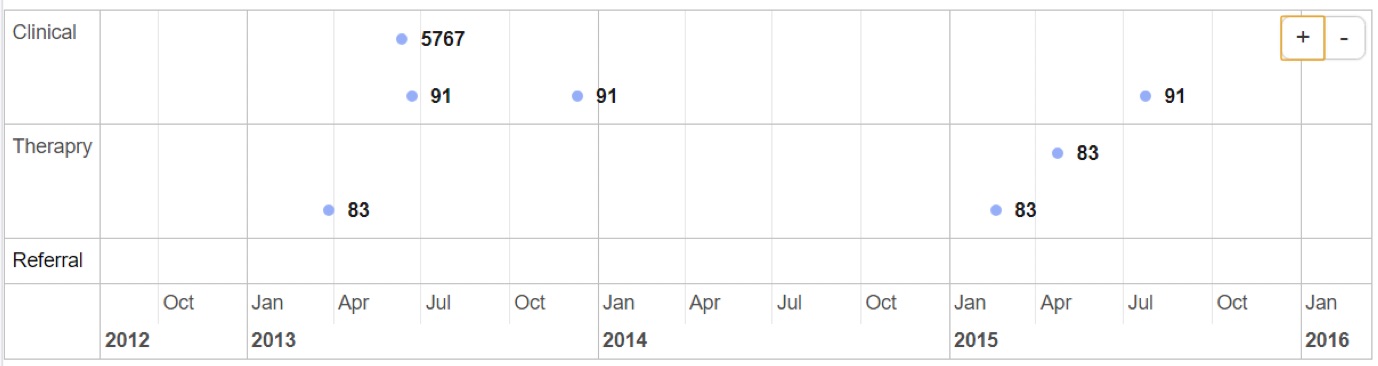 Clinical
5767
+ -
91 91 91
Therapry
83
83 83
Referral
Oct Jan Apr Jul Oct Jan Apr Jul Oct Jan Apr Jul Oct Jan
2012 2013 2014 2015 2016